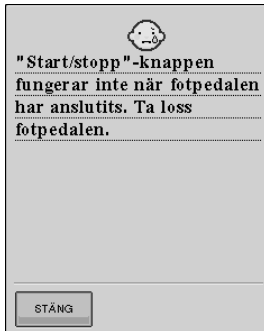 "Start/stopp"-knappen
fungerar inte när fotpedalen
har anslutits. Ta loss
fotpedalen.
STÄNG